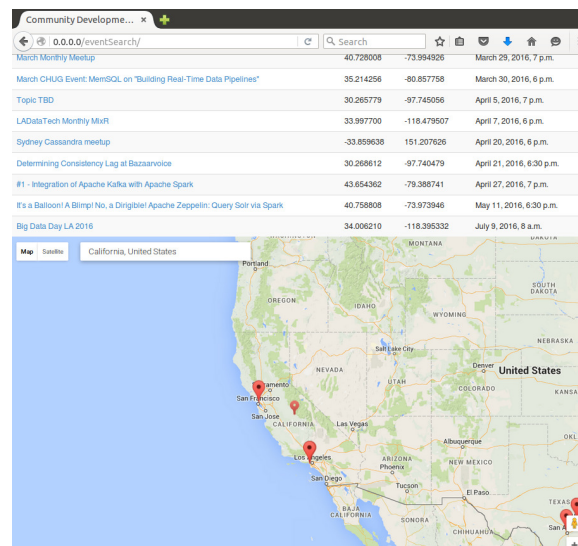 Community Developme... ×
0.0.0.0/eventSearch/ Search
March Monthly Meetup 40.728008 -73.994926 March 29, 2016, 7 p.m.
March CHUG Event: MemSQL on "Building Real-Time Data Pipelines" 35.214256 -80.857758 March 30, 2016, 6 p.m.
Topic TBD 30.265779 -97.745056 April 5, 2016, 7 p.m.
LADataTech Monthly MixR 33.997700 -118.479507 April 7, 2016, 6 p.m.
Sydney Cassandra meetup -33.859638 151.207626 April 20, 2016, 6 p.m.
Determining Consistency Lag at Bazaarvoice 30.268612 -97.740479 April 21, 2016, 6:30 p.m.
#1 - Integration of Apache Kafka with Apache Spark 43.654362 -79.388741 April 27, 2016, 7 p.m.
It's a Balloon! A Blimp! No, a Dirigible! Apache Zeppelin: Query Solr via Spark 40.758808 -73.973946 May 11, 2016, 6:30 p.m.
Big Data Day LA 2016 34.006210 -118.395332 July 9, 2016, 8 a.m.
Map Satellite California, United States
MONTANA
Portland
SOUTH
DAKOTA
OREGON
IDAHO
WYOMING
NEBRASKA
Salt Lake City
NEVADA
Denver
United States
UTAH
COLORADO
KANSA
San Francisco
San Jose
CALIFORNIA
Las Vegas
Albuquerque
OKL
ARIZONA
NEW MEXICO
Phoenix
San Diego
Tucson
El Paso
TEXAS
BAJA
CALIFORNIA
SONORA
CHIHUAHUA
San A